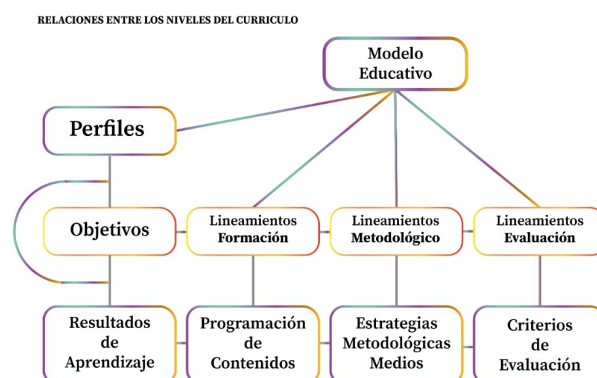 RELACIONES ENTRE LOS NIVELES DEL CURRICULO
Modelo
Educativo
Perfiles
Objetivos
Lineamientos
Formación
Lineamientos
Metodológico
Lineamientos
Evaluación
Resultados
de
Aprendizaje
Programación
de
Contenidos
Estrategias
Metodológicas
Medios
Criterios
de
Evaluación